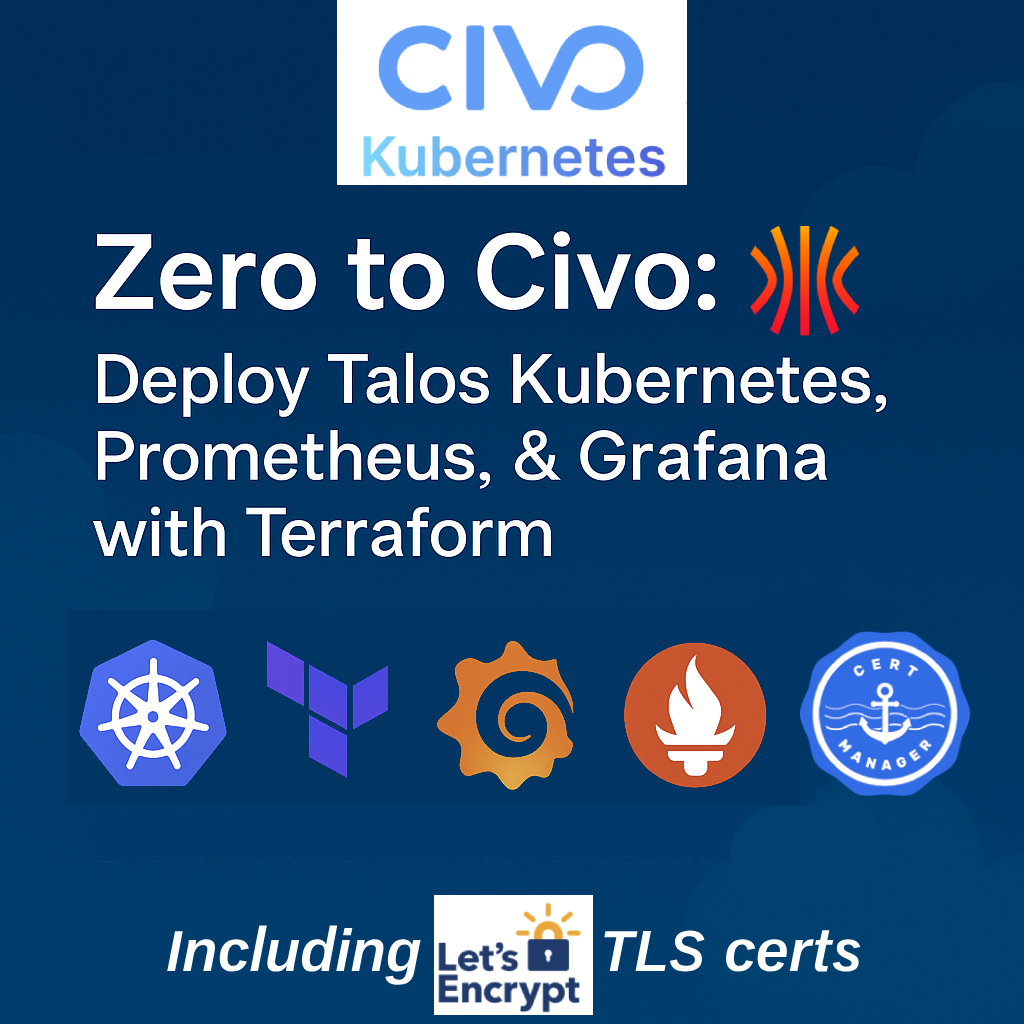 CIVO
Kubernetes
Zero to Civo:
Deploy Talos Kubernetes,
Prometheus, & Grafana
with Terraform
CERT
MANAGER
Including Let's Encrypt TLS certs